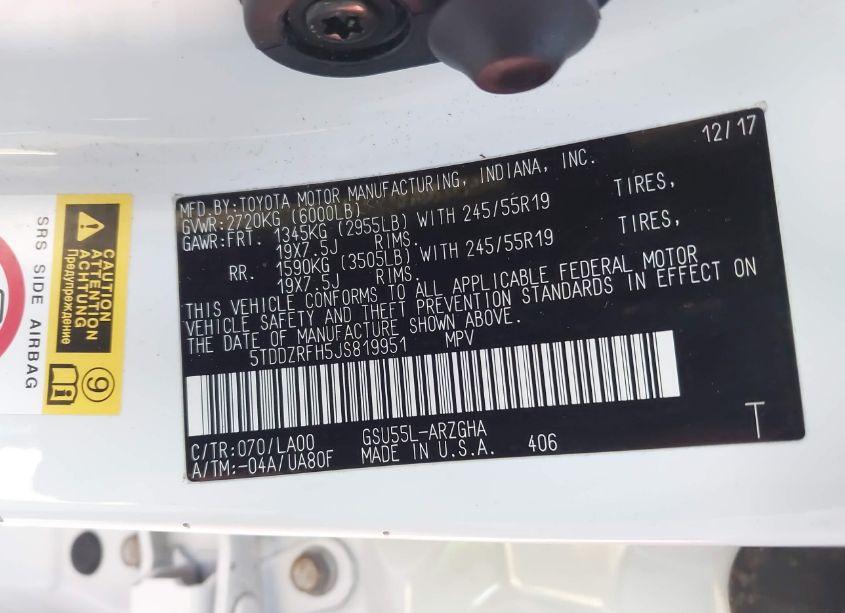 12/17
MFD.BY:TOYOTA MOTOR MANUFACTURING, INDIANA, INC.
GVWR:2720KG (6000LB)
GAWR:FRT. 1345KG (2955LB) WITH 245/55R19 TIRES,
19X7.5J RIMS.
RR. 1590KG (3505LB) WITH 245/55R19 TIRES,
19X7.5J RIMS.
THIS VEHICLE CONFORMS TO ALL APPLICABLE FEDERAL MOTOR
VEHICLE SAFETY AND THEFT PREVENTION STANDARDS IN EFFECT ON
THE DATE OF MANUFACTURE SHOWN ABOVE.
5TDDZRFH5JS819951 MPV
C/TR:070/LA00 GSU55L-ARZGHA
A/TM:-04A/UA80F MADE IN U.S.A. 406
T
SRS SIDE AIRBAG
CAUTION
ATTENTION
ACHTUNG
Предупреждение
9